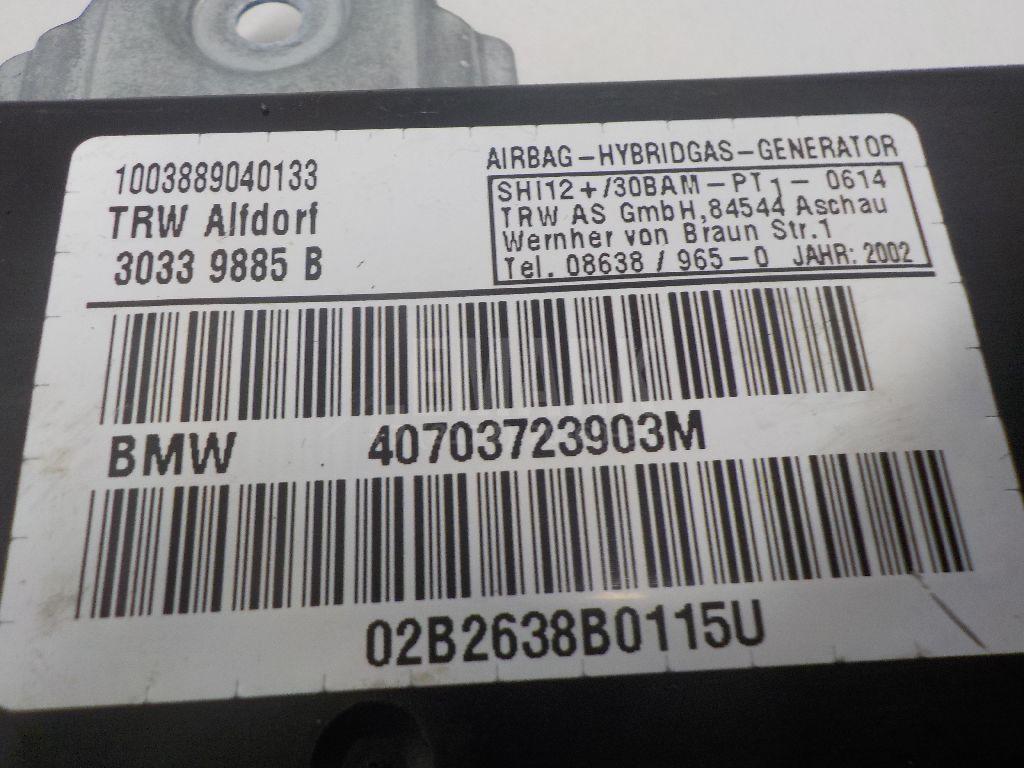 1003889040133
TRW Alfdorf
3033 9885 B
AIRBAG-HYBRIDGAS-GENERATOR
SHI12+/30BAM-PT1-0614
TRW AS GmbH,84544 Aschau
Wernher von Braun Str.1
Tel. 08638 / 965-0 JAHR: 2002
BMW 40703723903M
02B2638B0115U